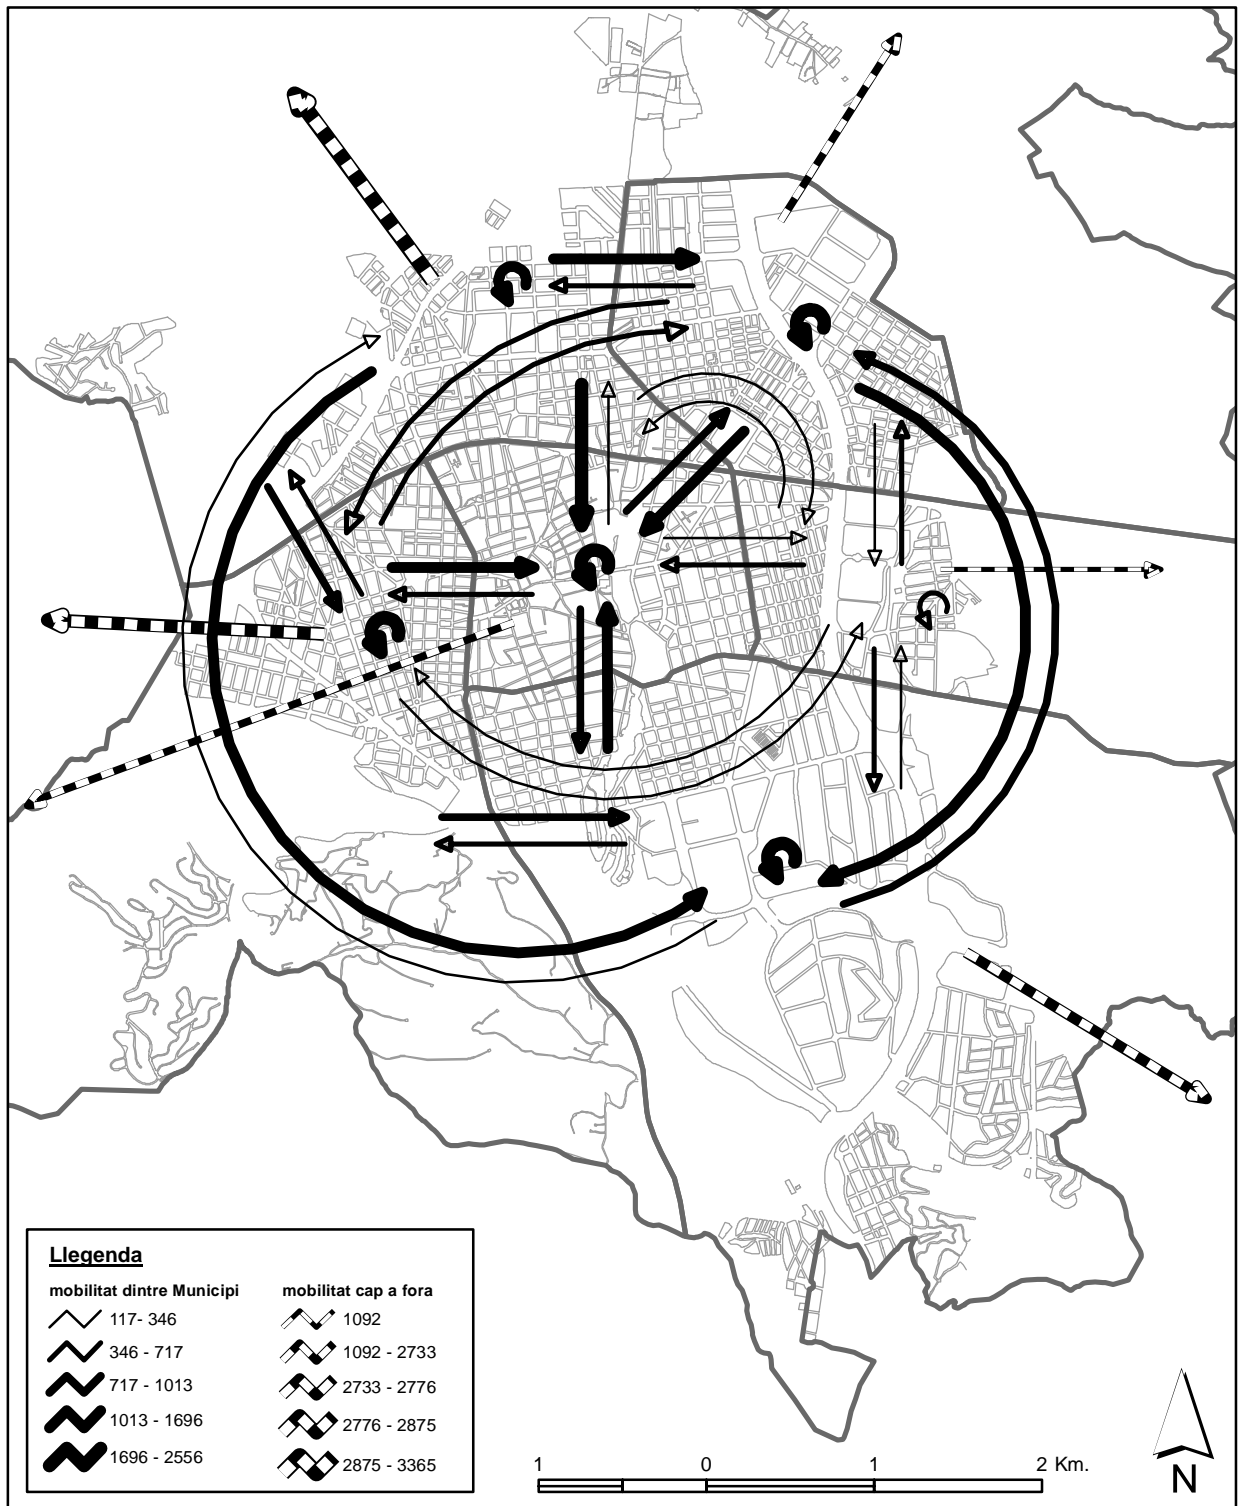 Llegenda
mobilitat dintre Municipi
117- 346
346 - 717
717 - 1013
1013 - 1696
1696 - 2556
mobilitat cap a fora
1092
1092 - 2733
2733 - 2776
2776 - 2875
2875 - 3365
1 0 1 2 Km.
N